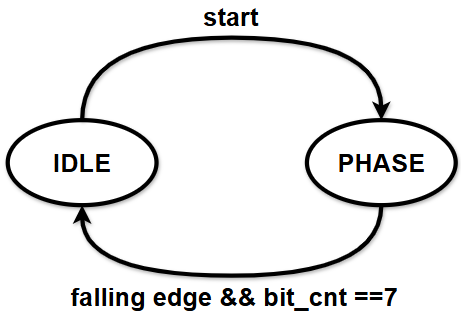 start
IDLE
PHASE
falling edge && bit_cnt ==7